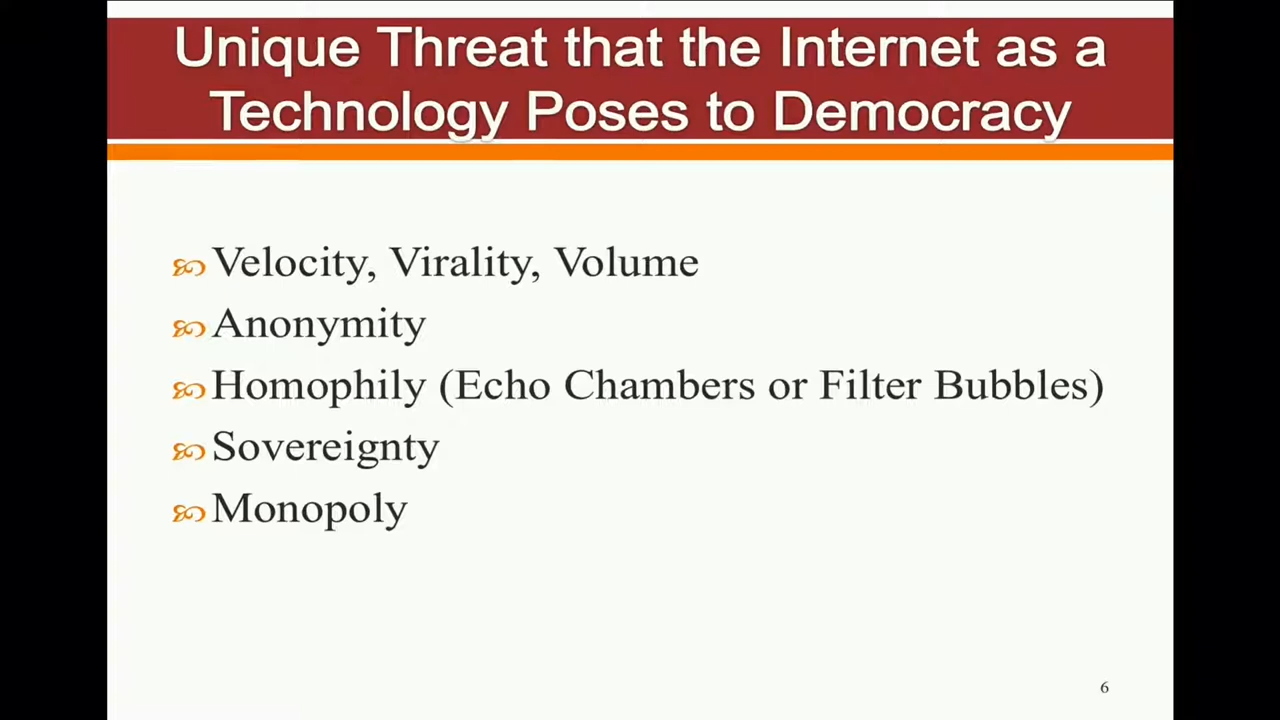 Unique Threat that the Internet as a
Technology Poses to Democracy
Velocity, Virality, Volume
Anonymity
Homophily (Echo Chambers or Filter Bubbles)
Sovereignty
Monopoly
6